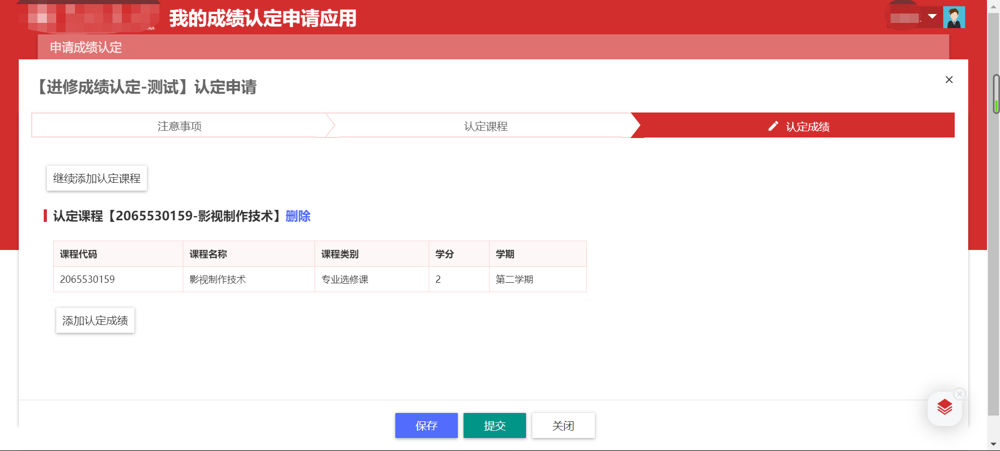 我的成绩认定申请应用
申请成绩认定
【进修成绩认定-测试】认定申请
注意事项 认定课程 认定成绩
继续添加认定课程
认定课程【2065530159-影视制作技术】删除
课程代码 课程名称 课程类别 学分 学期
2065530159 影视制作技术 专业选修课 2 第二学期
添加认定成绩
保存 提交 关闭